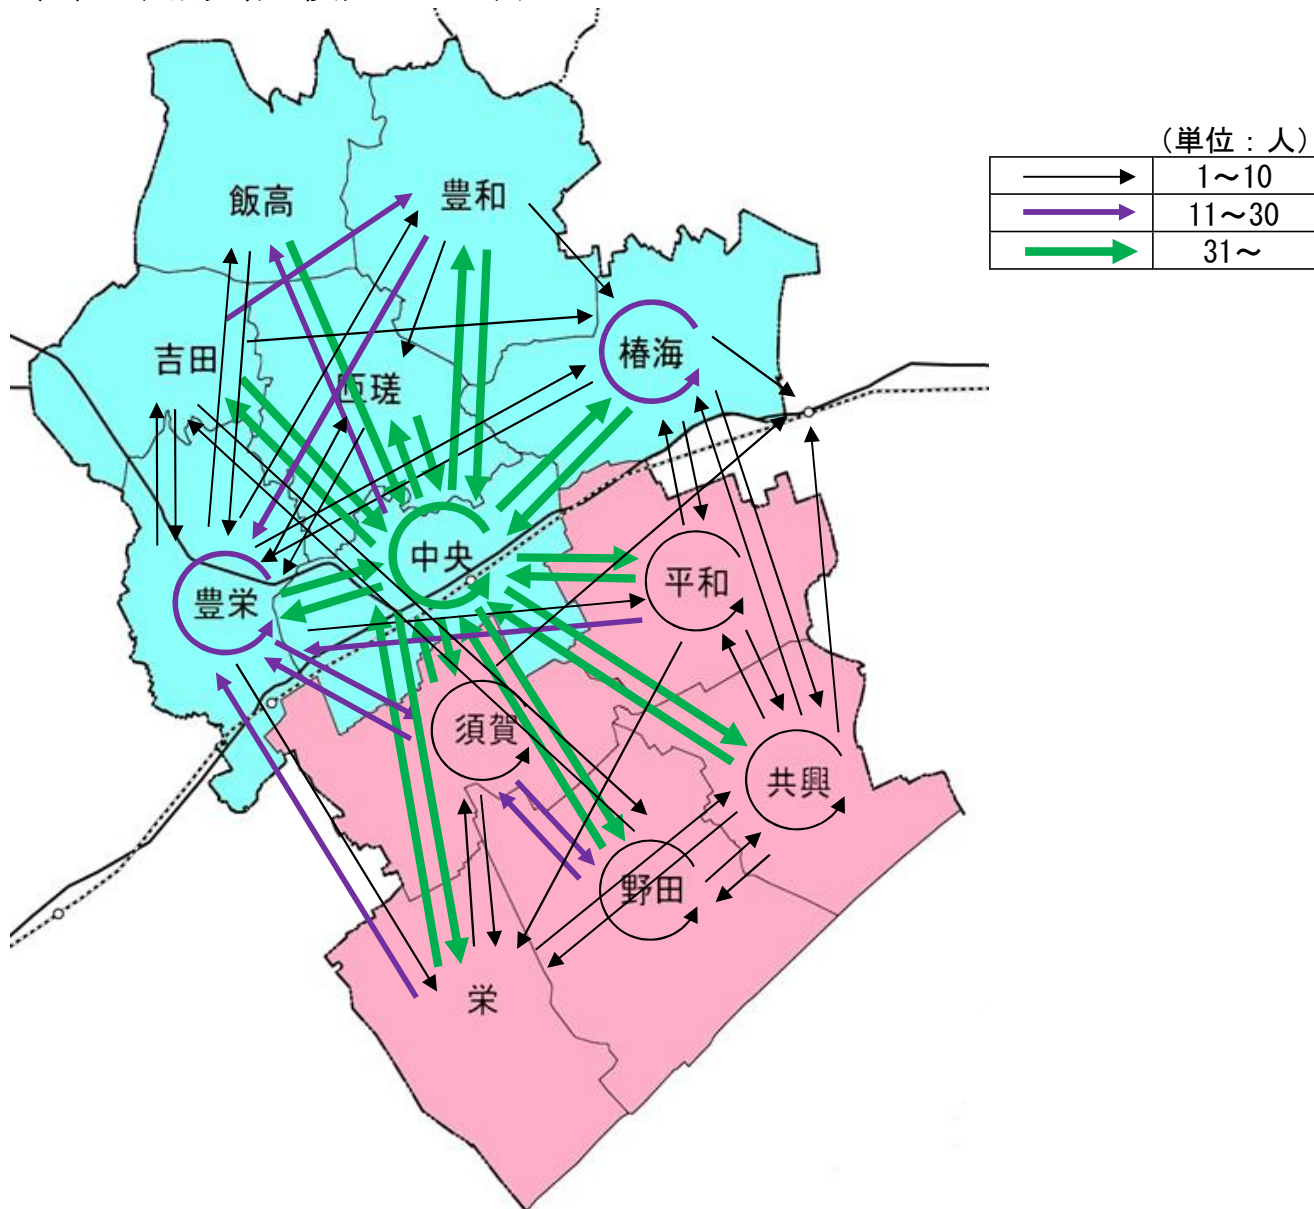 (単位：人)
1～10
11～30
31～
飯高
豊和
吉田
匝瑳
椿海
中央
平和
豊栄
須賀
共興
野田
栄